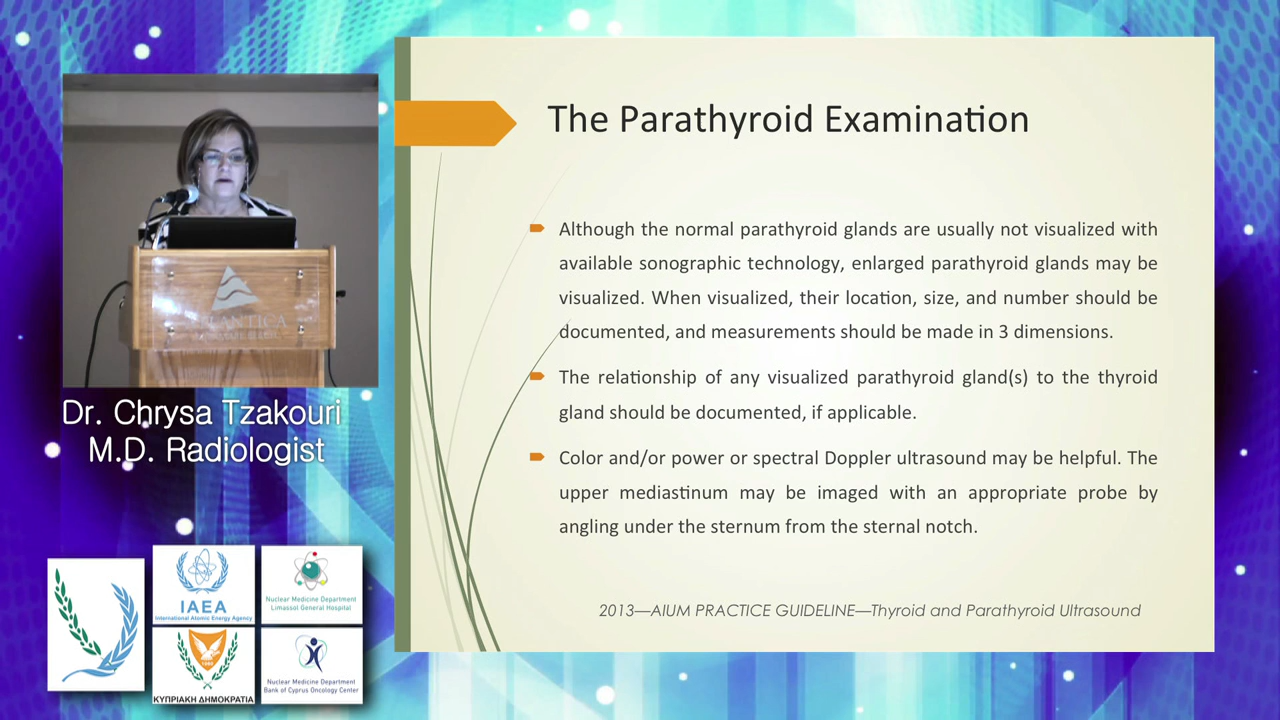 The Parathyroid Examination
Although the normal parathyroid glands are usually not visualized with
available sonographic technology, enlarged parathyroid glands may be
visualized. When visualized, their location, size, and number should be
documented, and measurements should be made in 3 dimensions.
The relationship of any visualized parathyroid gland(s) to the thyroid
gland should be documented, if applicable.
Color and/or power or spectral Doppler ultrasound may be helpful. The
upper mediastinum may be imaged with an appropriate probe by
angling under the sternum from the sternal notch.
2013—AIUM PRACTICE GUIDELINE—Thyroid and Parathyroid Ultrasound
Dr. Chrysa Tzakouri
M.D. Radiologist
IAEA
International Atomic Energy Agency
Nuclear Medicine Department
Limassol General Hospital
1960
ΚΥΠΡΙΑΚΗ ΔΗΜΟΚΡΑΤΙΑ
Nuclear Medicine Department
Bank of Cyprus Oncology Center